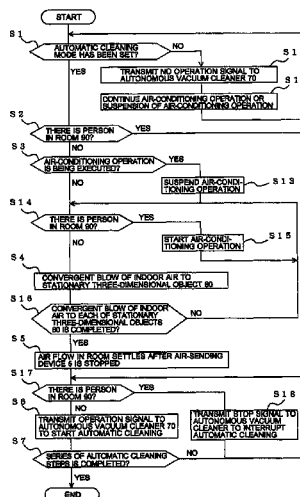 START
S1
AUTOMATIC CLEANING
MODE HAS BEEN SET?
NO
YES
S1
TRANSMIT NO OPERATION SIGNAL TO
AUTONOMOUS VACUUM CLEANER 70
S1
CONTINUE AIR-CONDITIONING OPERATION OR
SUSPENSION OF AIR-CONDITIONING OPERATION
S2
THERE IS PERSON
IN ROOM 90?
YES
NO
S3
AIR-CONDITIONING OPERATION
IS BEING EXECUTED?
YES
NO
S13
SUSPEND AIR-CONDI-
TIONING OPERATION
S14
THERE IS PERSON
IN ROOM 90?
YES
NO
S15
START AIR-CONDI-
TIONING OPERATION
S4
CONVERGENT BLOW OF INDOOR AIR TO
STATIONARY THREE-DIMENSIONAL OBJECT 80
S16
CONVERGENT BLOW OF INDOOR
AIR TO EACH OF STATIONARY
THREE-DIMENSIONAL OBJECTS
80 IS COMPLETED?
NO
YES
S5
AIR FLOW IN ROOM SETTLES AFTER AIR-SENDING
DEVICE 5 IS STOPPED
S17
THERE IS PERSON
IN ROOM 90?
YES
NO
S6
TRANSMIT OPERATION SIGNAL TO
AUTONOMOUS VACUUM CLEANER 70
TO START AUTOMATIC CLEANING
S18
TRANSMIT STOP SIGNAL TO
AUTONOMOUS VACUUM
CLEANER TO INTERRUPT
AUTOMATIC CLEANING
S7
SERIES OF AUTOMATIC CLEANING
STEPS IS COMPLETED?
NO
YES
END